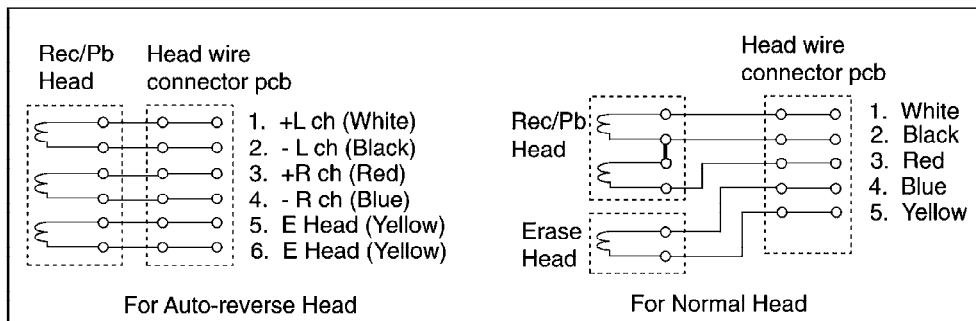 Rec/Pb
Head
Head wire
connector pcb
1. +L ch (White)
2. - L ch (Black)
3. +R ch (Red)
4. - R ch (Blue)
5. E Head (Yellow)
6. E Head (Yellow)
For Auto-reverse Head
Head wire
connector pcb
Rec/Pb
Head
1. White
2. Black
3. Red
4. Blue
5. Yellow
Erase
Head
For Normal Head